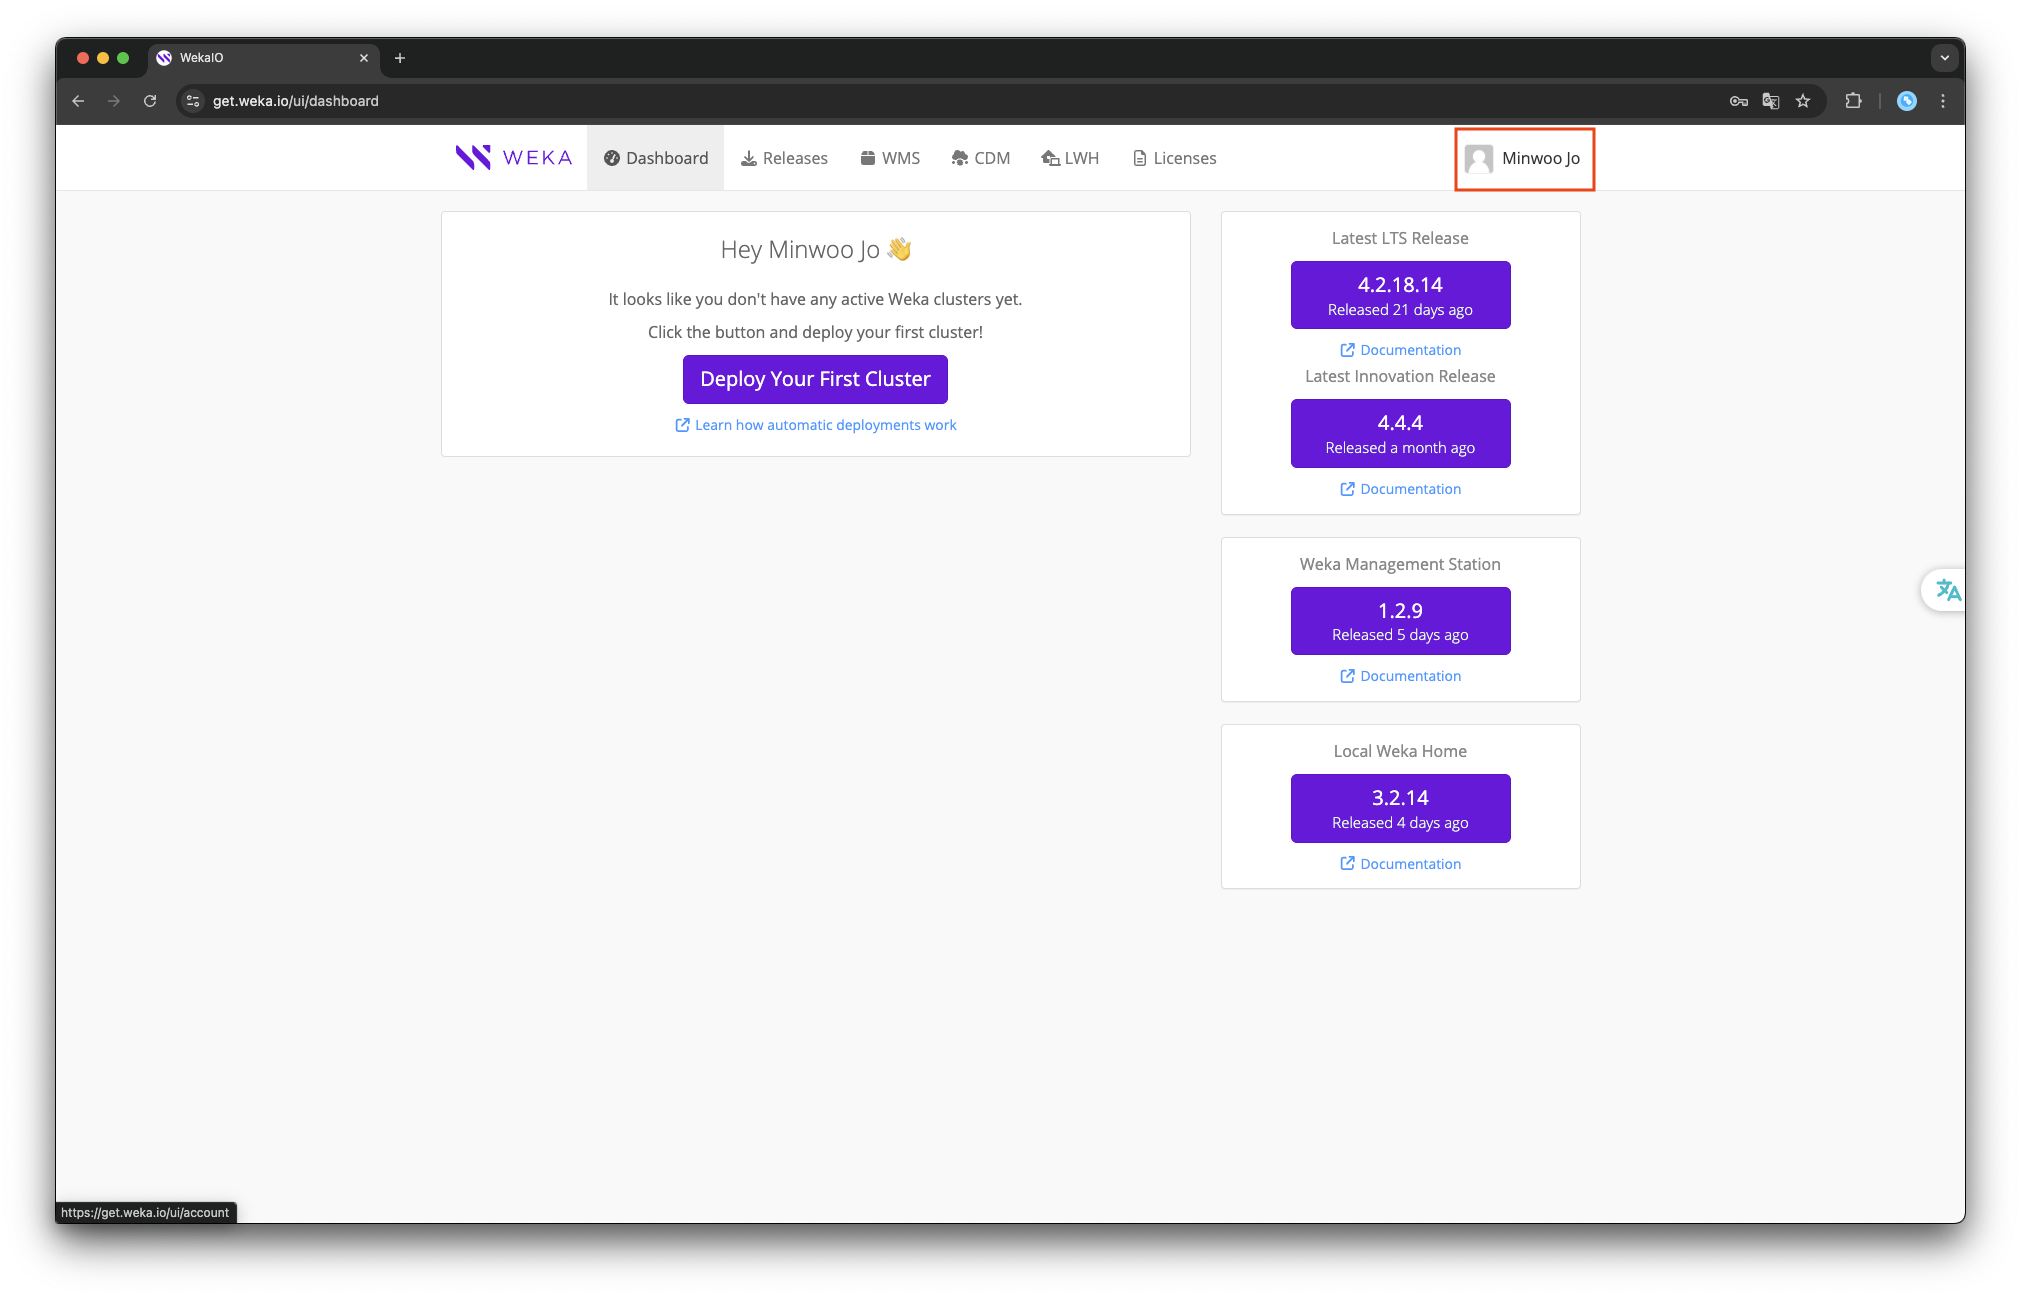 WekaIO
get.weka.io/ui/dashboard
WEKA
Dashboard
Releases
WMS
CDM
LWH
Licenses
Minwoo Jo
Hey Minwoo Jo 👋
It looks like you don't have any active Weka clusters yet.
Click the button and deploy your first cluster!
Deploy Your First Cluster
Learn how automatic deployments work
Latest LTS Release
4.2.18.14
Released 21 days ago
Documentation
Latest Innovation Release
4.4.4
Released a month ago
Documentation
Weka Management Station
1.2.9
Released 5 days ago
Documentation
Local Weka Home
3.2.14
Released 4 days ago
Documentation
https://get.weka.io/ui/account